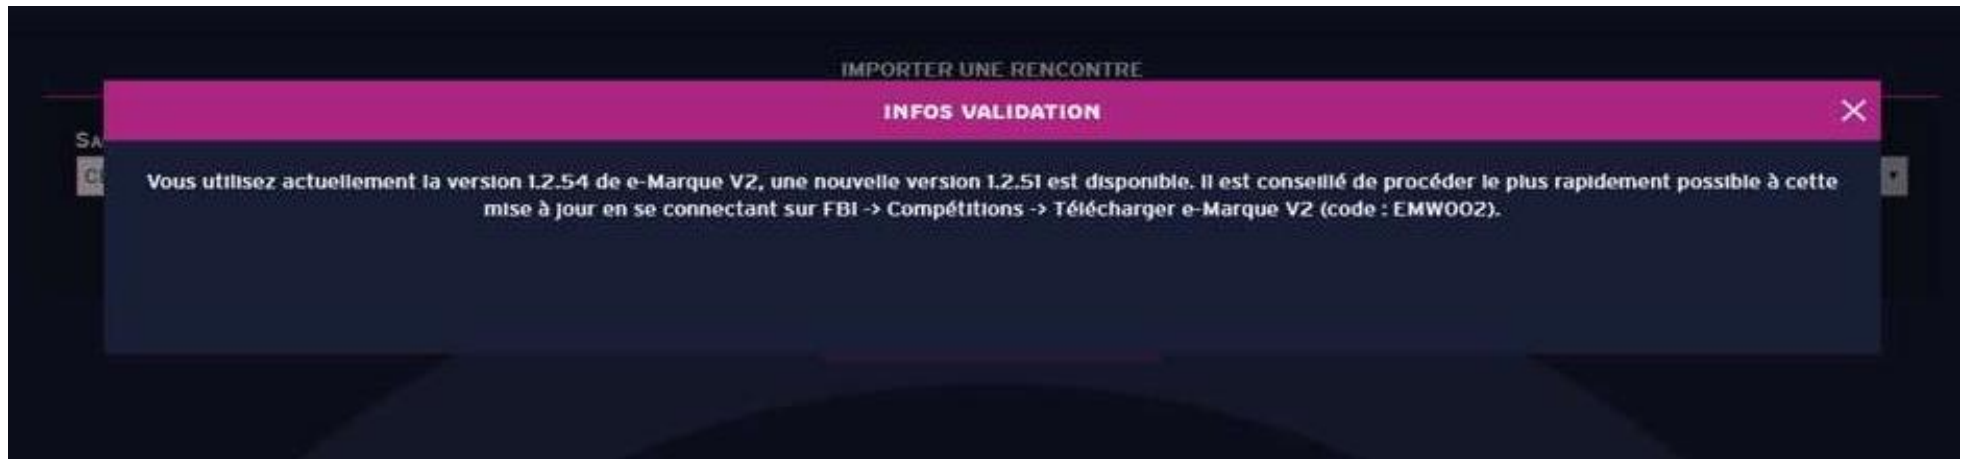 IMPORTER UNE RENCONTRE
INFOS VALIDATION
Vous utilisez actuellement la version 1.2.54 de e-Marque V2, une nouvelle version 1.2.51 est disponible. Il est conseillé de procéder le plus rapidement possible à cette
mise à jour en se connectant sur FBI -> Compétitions -> Télécharger e-Marque V2 (code : EMW002).